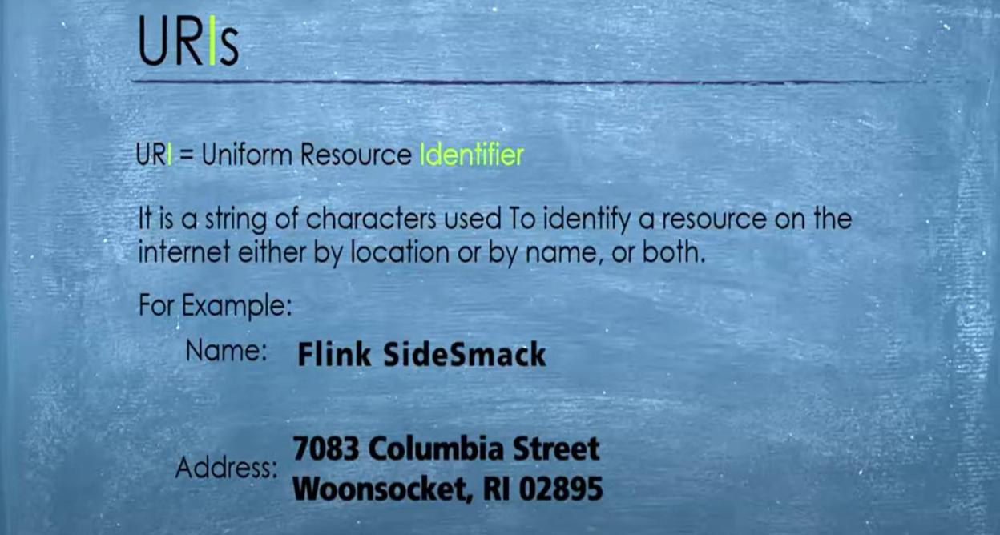 URIs
URI = Uniform Resource Identifier
It is a string of characters used To identify a resource on the
internet either by location or by name, or both.
For Example:
Name: Flink SideSmack
Address: 7083 Columbia Street
Woonsocket, RI 02895